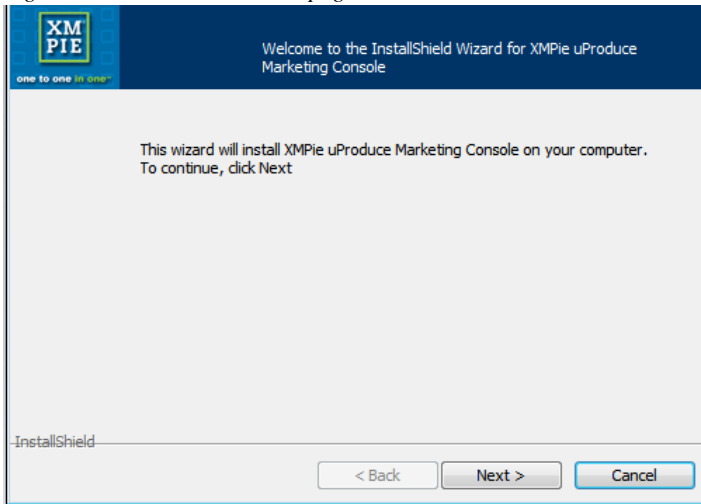 XM
PIE
one to one in one
Welcome to the InstallShield Wizard for XMPie uProduce
Marketing Console
This wizard will install XMPie uProduce Marketing Console on your computer.
To continue, click Next
InstallShield
< Back Next > Cancel